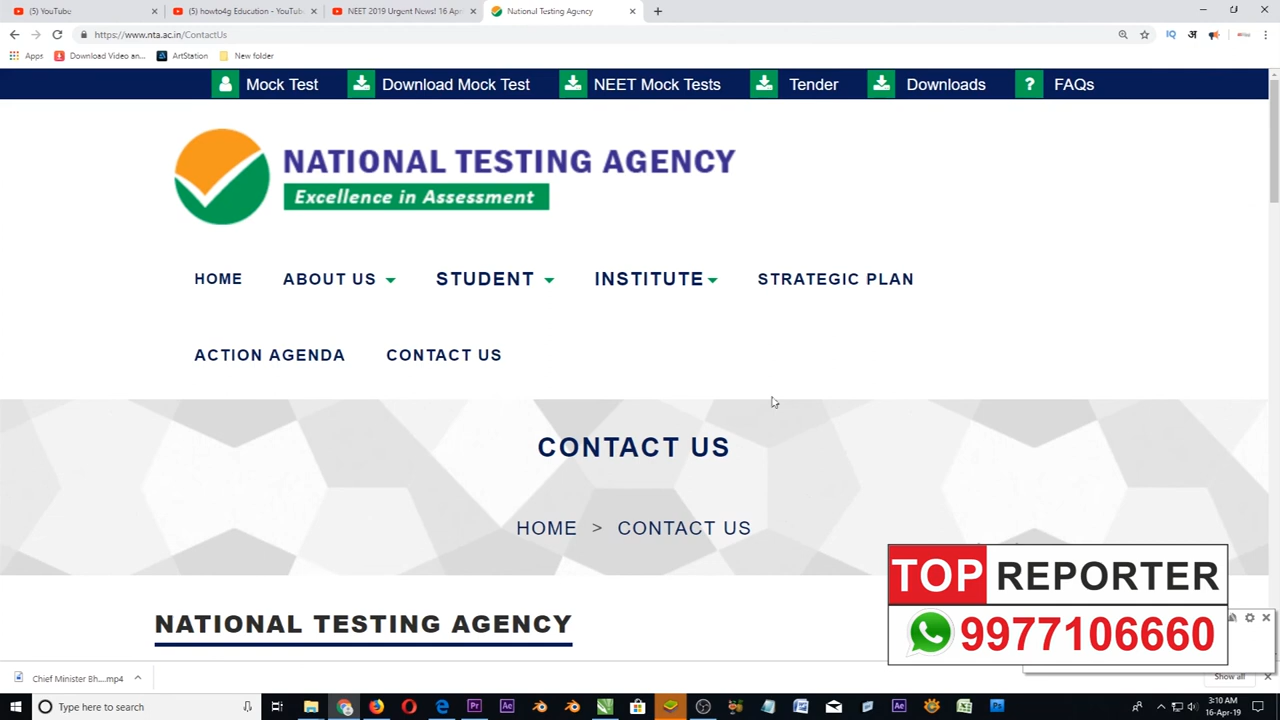 (5) YouTube
(5) howto4g Education - YouTub
NEET 2019 Urgent News! 16 Apr
National Testing Agency
https://www.nta.ac.in/ContactUs
Apps
Download Video an...
ArtStation
New folder
Mock Test
Download Mock Test
NEET Mock Tests
Tender
Downloads
? FAQs
NATIONAL TESTING AGENCY
Excellence in Assessment
HOME
ABOUT US
STUDENT
INSTITUTE
STRATEGIC PLAN
ACTION AGENDA
CONTACT US
CONTACT US
HOME > CONTACT US
TOP REPORTER
9977106660
NATIONAL TESTING AGENCY
Chief Minister Bh....mp4
Show all
Type here to search
3:10 AM
16-Apr-19